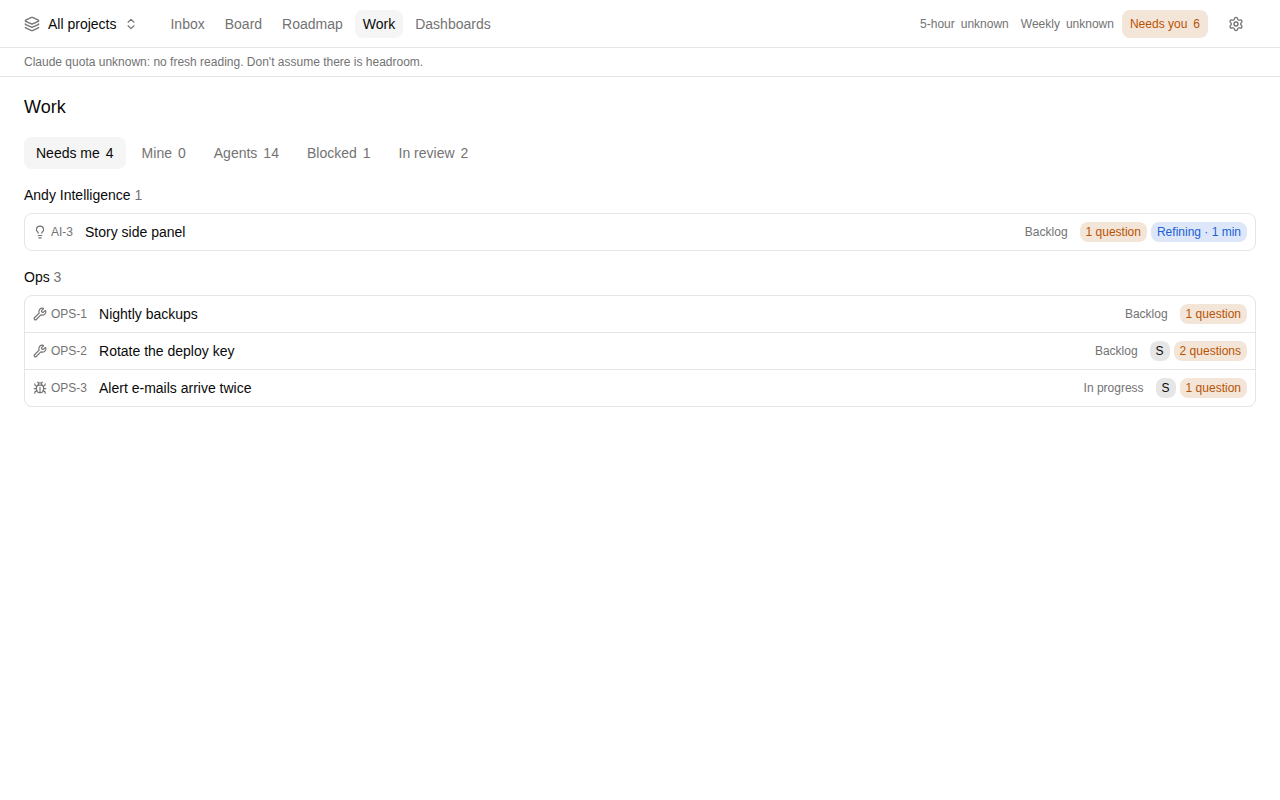 All projects Inbox Board Roadmap Work Dashboards 5-hour unknown Weekly unknown Needs you 6
Claude quota unknown: no fresh reading. Don't assume there is headroom.
Work
Needs me 4 Mine 0 Agents 14 Blocked 1 In review 2
Andy Intelligence 1
AI-3 Story side panel Backlog 1 question Refining · 1 min
Ops 3
OPS-1 Nightly backups Backlog 1 question
OPS-2 Rotate the deploy key Backlog S 2 questions
OPS-3 Alert e-mails arrive twice In progress S 1 question